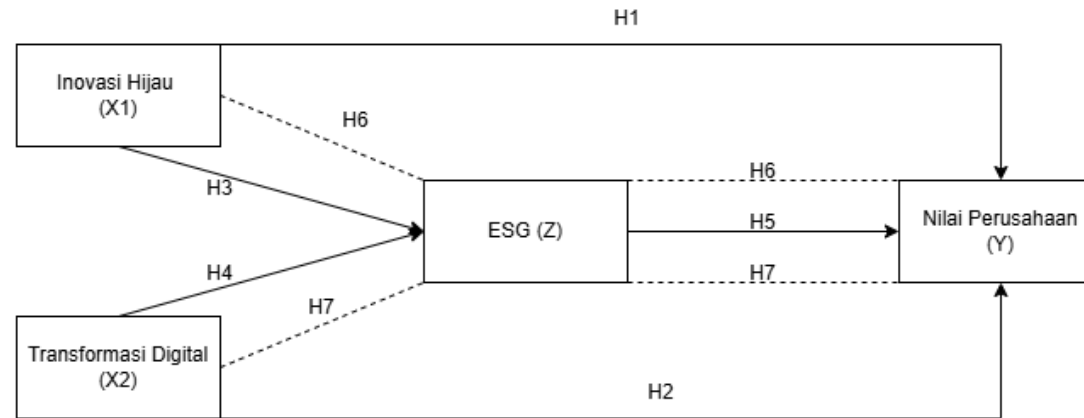 H1
Inovasi Hijau
(X1)
H6
H3
H6
ESG (Z)
H5
Nilai Perusahaan
(Y)
H4
H7
H7
Transformasi Digital
(X2)
H2